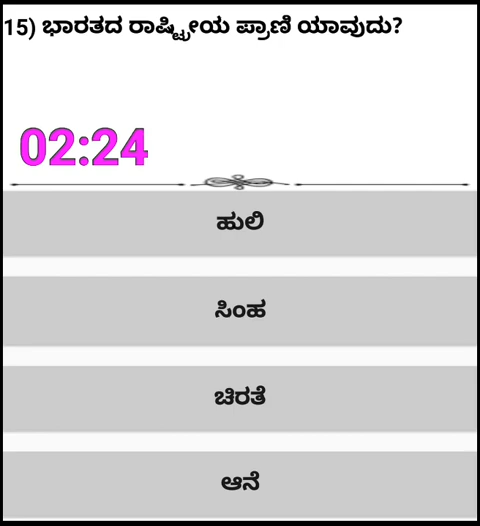 15) ಭಾರತದ ರಾಷ್ಟ್ರೀಯ ಪ್ರಾಣಿ ಯಾವುದು?
02:24
ಹುಲಿ
ಸಿಂಹ
ಚಿರತೆ
ಆನೆ